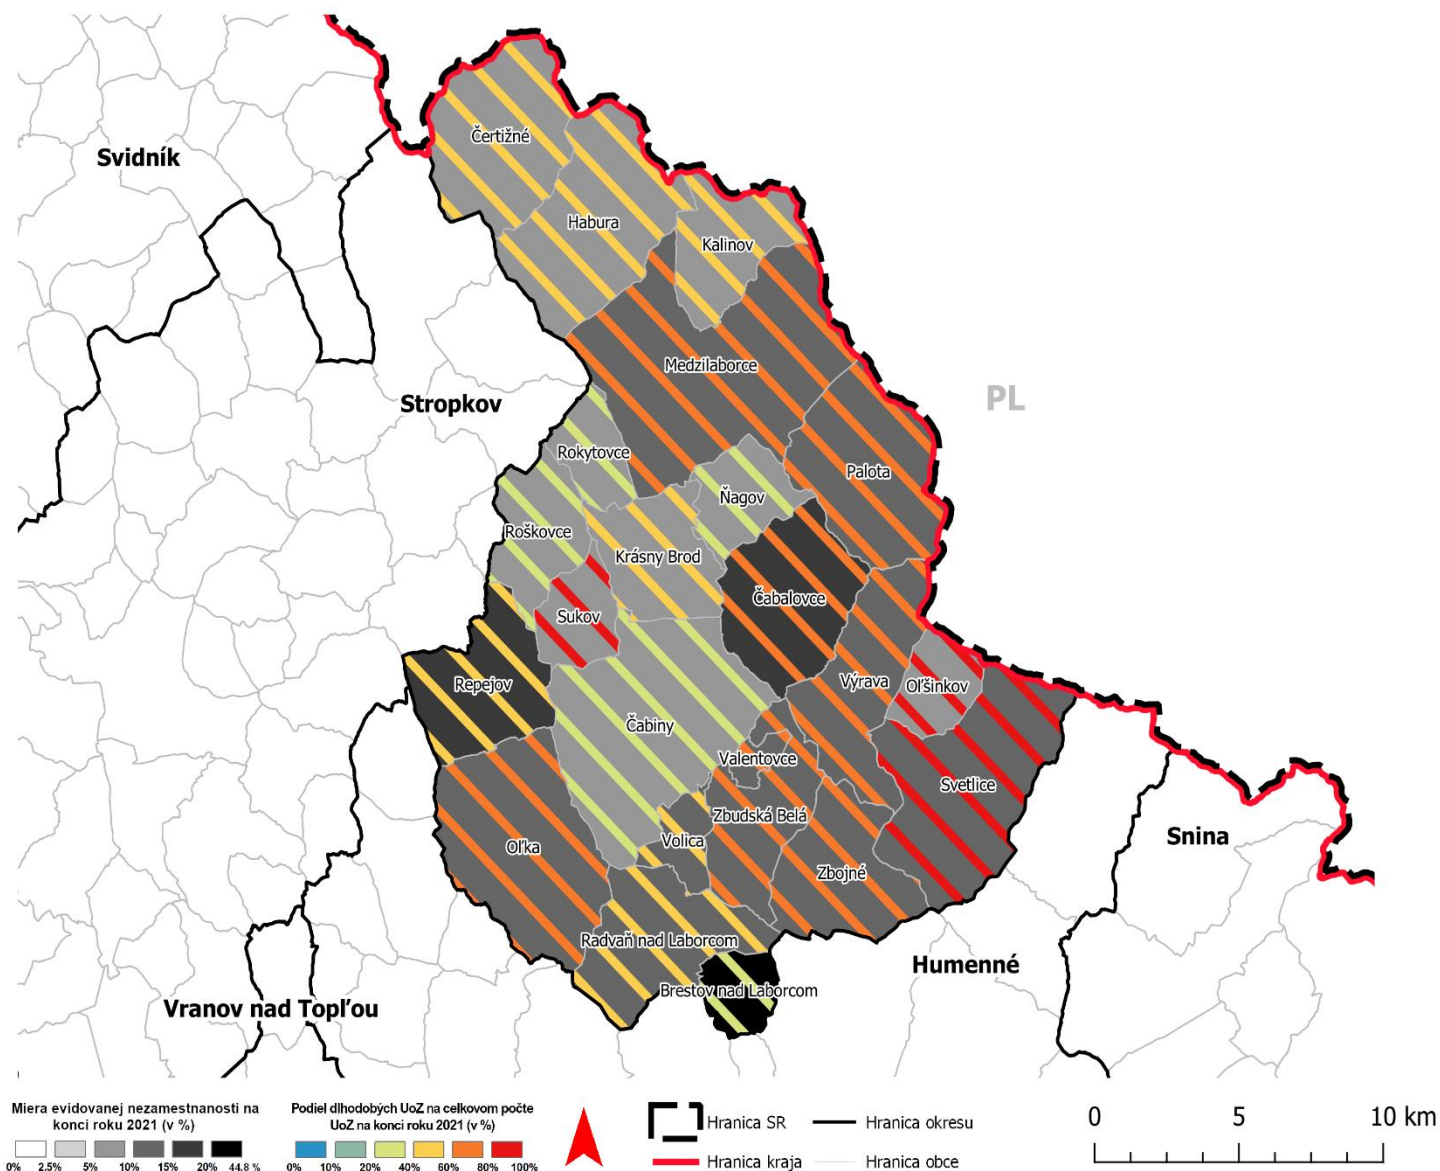 Svidník
Čertižné
Habura
Kalinov
Medzilaborce
Stropkov
PL
Rokytovce
Palota
Ňagov
Roškovce
Krásny Brod
Čabalovce
Sukov
Repejov
Výrava
Oľšinkov
Čabiny
Valentovce
Svetlice
Zbudská Belá
Snina
Volica
Oľka
Zbojné
Radvaň nad Laborcom
Humenné
Brestov nad Laborcom
Vranov nad Topľou
Miera evidovanej nezamestnanosti na
konci roku 2021 (v %)
0% 2.5% 5% 10% 15% 20% 44.8 %
Podiel dlhodobých UoZ na celkovom počte
UoZ na konci roku 2021 (v %)
0% 10% 20% 40% 60% 80% 100%
Hranica SR
Hranica kraja
Hranica okresu
Hranica obce
0 5 10 km